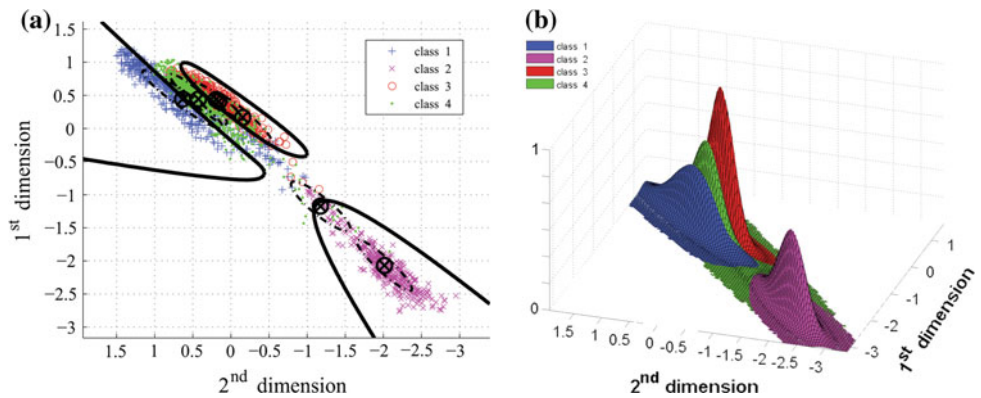 (a)
1.5
1
0.5
0
−0.5
−1
−1.5
−2
−2.5
−3
1st dimension
1.5 1 0.5 0 −0.5 −1 −1.5 −2 −2.5 −3
2nd dimension
class 1
class 2
class 3
class 4
(b)
class 1
class 2
class 3
class 4
1
0
1.5 1 0.5 0 -0.5 -1 -1.5 -2 -2.5 -3
2nd dimension
1
0
-1
-2
-3
1st dimension